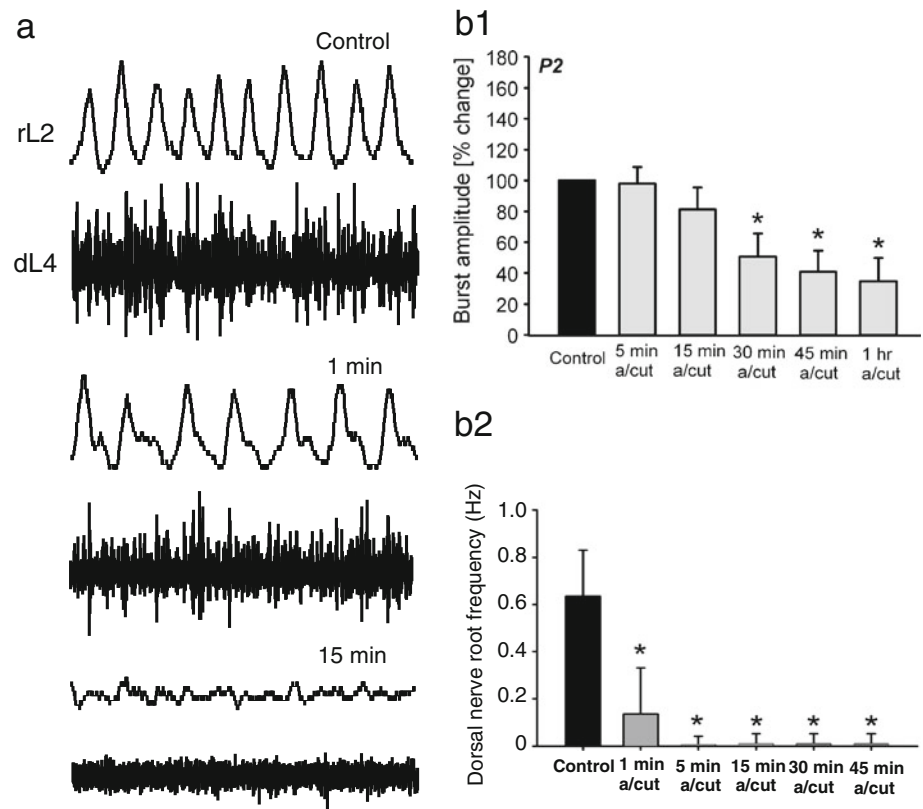 a
Control
rL2
dL4
1 min
15 min
b1
Burst amplitude [% change]
180
160
140
120
100
80
60
40
20
0
P2
*
*
*
Control
5 min
a/cut
15 min
a/cut
30 min
a/cut
45 min
a/cut
1 hr
a/cut
b2
Dorsal nerve root frequency (Hz)
1.0
0.8
0.6
0.4
0.2
0
*
*
*
*
*
Control
1 min
a/cut
5 min
a/cut
15 min
a/cut
30 min
a/cut
45 min
a/cut